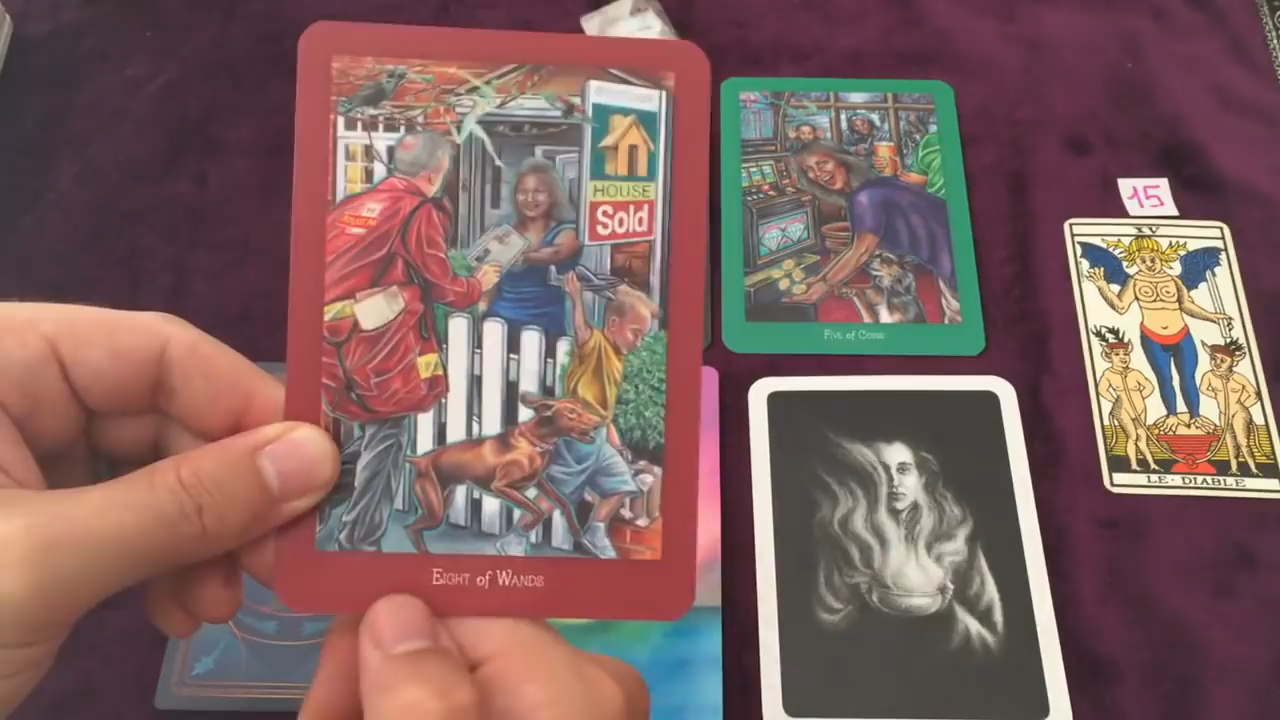 HOUSE
Sold
EIGHT of WANDS
FIVE of COINS
15
XV
LE·DIABLE